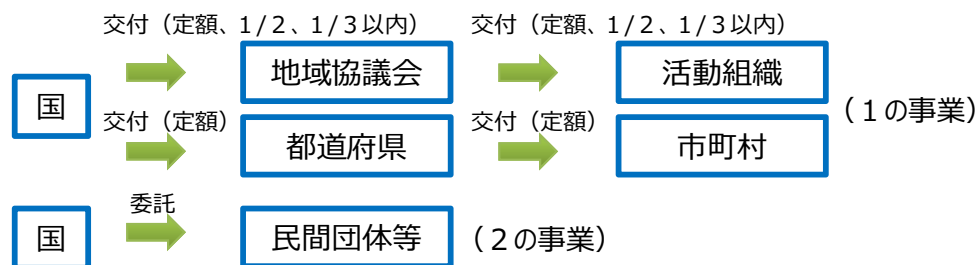 交付（定額、1/2、1/3以内） 交付（定額、1/2、1/3以内）
国 地域協議会 活動組織
（1の事業）
交付（定額） 交付（定額）
都道府県 市町村
委託
国 民間団体等 （2の事業）